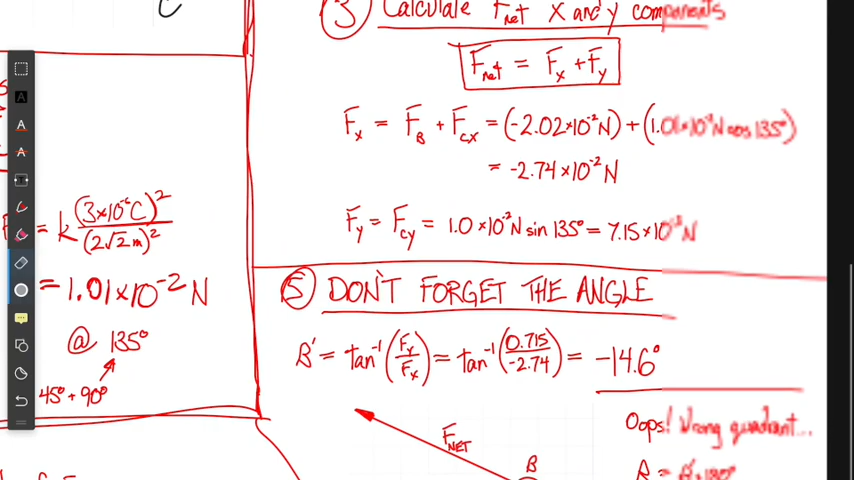 C
③ Calculate Fnet X and y components
Fnet = Fx + Fy
Fx = FB + Fcx = (-2.02×10⁻²N) + (1.01×10⁻²N cos 135°)
= -2.74×10⁻²N
Fy = Fcy = 1.0×10⁻²N sin 135° = 7.15×10⁻³N
= k (3×10⁻⁶C)² / (2√2m)²
= 1.01×10⁻² N
@ 135°
45° + 90°
⑤ DON'T FORGET THE ANGLE
B' = tan⁻¹(Fy/Fx) = tan⁻¹(0.715/-2.74) = -14.6°
Oops! Wrong quadrant...
FNET
B